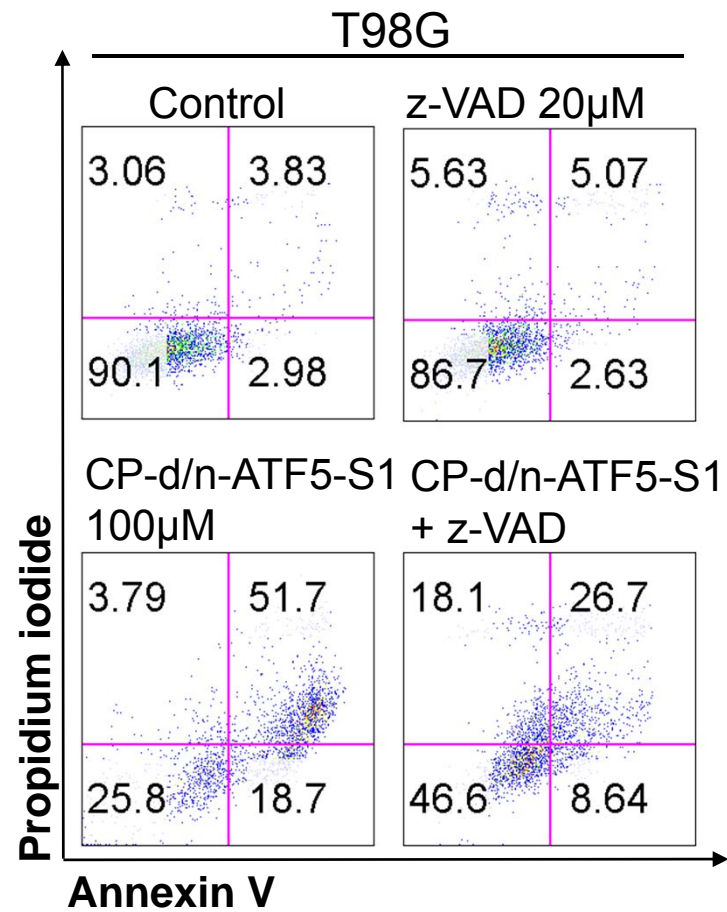 T98G
Control
z-VAD 20µM
3.06 3.83
90.1 2.98
5.63 5.07
86.7 2.63
CP-d/n-ATF5-S1
100µM
CP-d/n-ATF5-S1
+ z-VAD
3.79 51.7
25.8 18.7
18.1 26.7
46.6 8.64
Propidium iodide
Annexin V